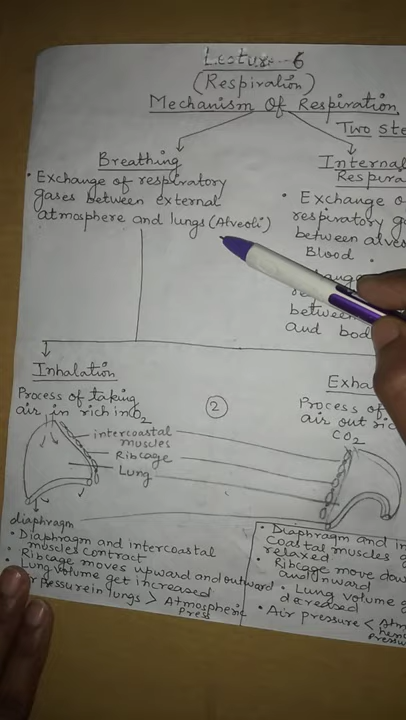 Lecture-6
(Respiration)
Mechanism Of Respiration
Two ste
Breathing
• Exchange of respiratory
gases between external
atmosphere and lungs (Alveoli)
Internal
Respira
• Exchange o
respiratory ga
between alve
Blood.
between
and bod
Inhalation
Process of taking
air in rich in O2
2
Exha
Process of
air out ric
CO2
intercoastal
muscles
Ribcage
Lung
diaphragm
• Diaphragm and intercoastal
muscles contract
• Ribcage moves upward and outward
• Lung volume get increased
r pressure in lungs > Atmospheric
Press
• Diaphragm and in
Coastal muscles g
relaxed
• Ribcage move dow
and inward
• Lung volume g
decreased
• Air pressure < Atm
Pressu